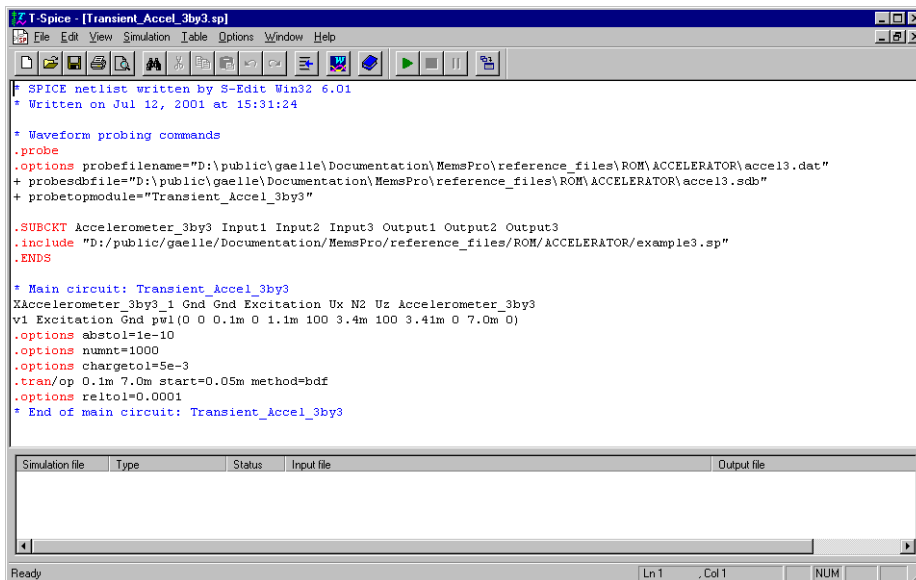 T-Spice - [Transient_Accel_3by3.sp]
File Edit View Simulation Table Options Window Help
* SPICE netlist written by S-Edit Win32 6.01
* Written on Jul 12, 2001 at 15:31:24
* Waveform probing commands
.probe
.options probefilename="D:\public\gaelle\Documentation\MemsPro\reference_files\ROM\ACCELERATOR\accel3.dat"
+ probesdbfile="D:\public\gaelle\Documentation\MemsPro\reference_files\ROM\ACCELERATOR\accel3.sdb"
+ probetopmodule="Transient_Accel_3by3"
.SUBCKT Accelerometer_3by3 Input1 Input2 Input3 Output1 Output2 Output3
.include "D:/public/gaelle/Documentation/MemsPro/reference_files/ROM/ACCELERATOR/example3.sp"
.ENDS
* Main circuit: Transient_Accel_3by3
XAccelerometer_3by3_1 Gnd Gnd Excitation Ux N2 Uz Accelerometer_3by3
v1 Excitation Gnd pwl(0 0 0.1m 0 1.1m 100 3.4m 100 3.41m 0 7.0m 0)
.options abstol=1e-10
.options numnt=1000
.options chargetol=5e-3
.tran/op 0.1m 7.0m start=0.05m method=bdf
.options reltol=0.0001
* End of main circuit: Transient_Accel_3by3
Simulation file Type Status Input file Output file
Ready Ln 1 , Col 1 NUM